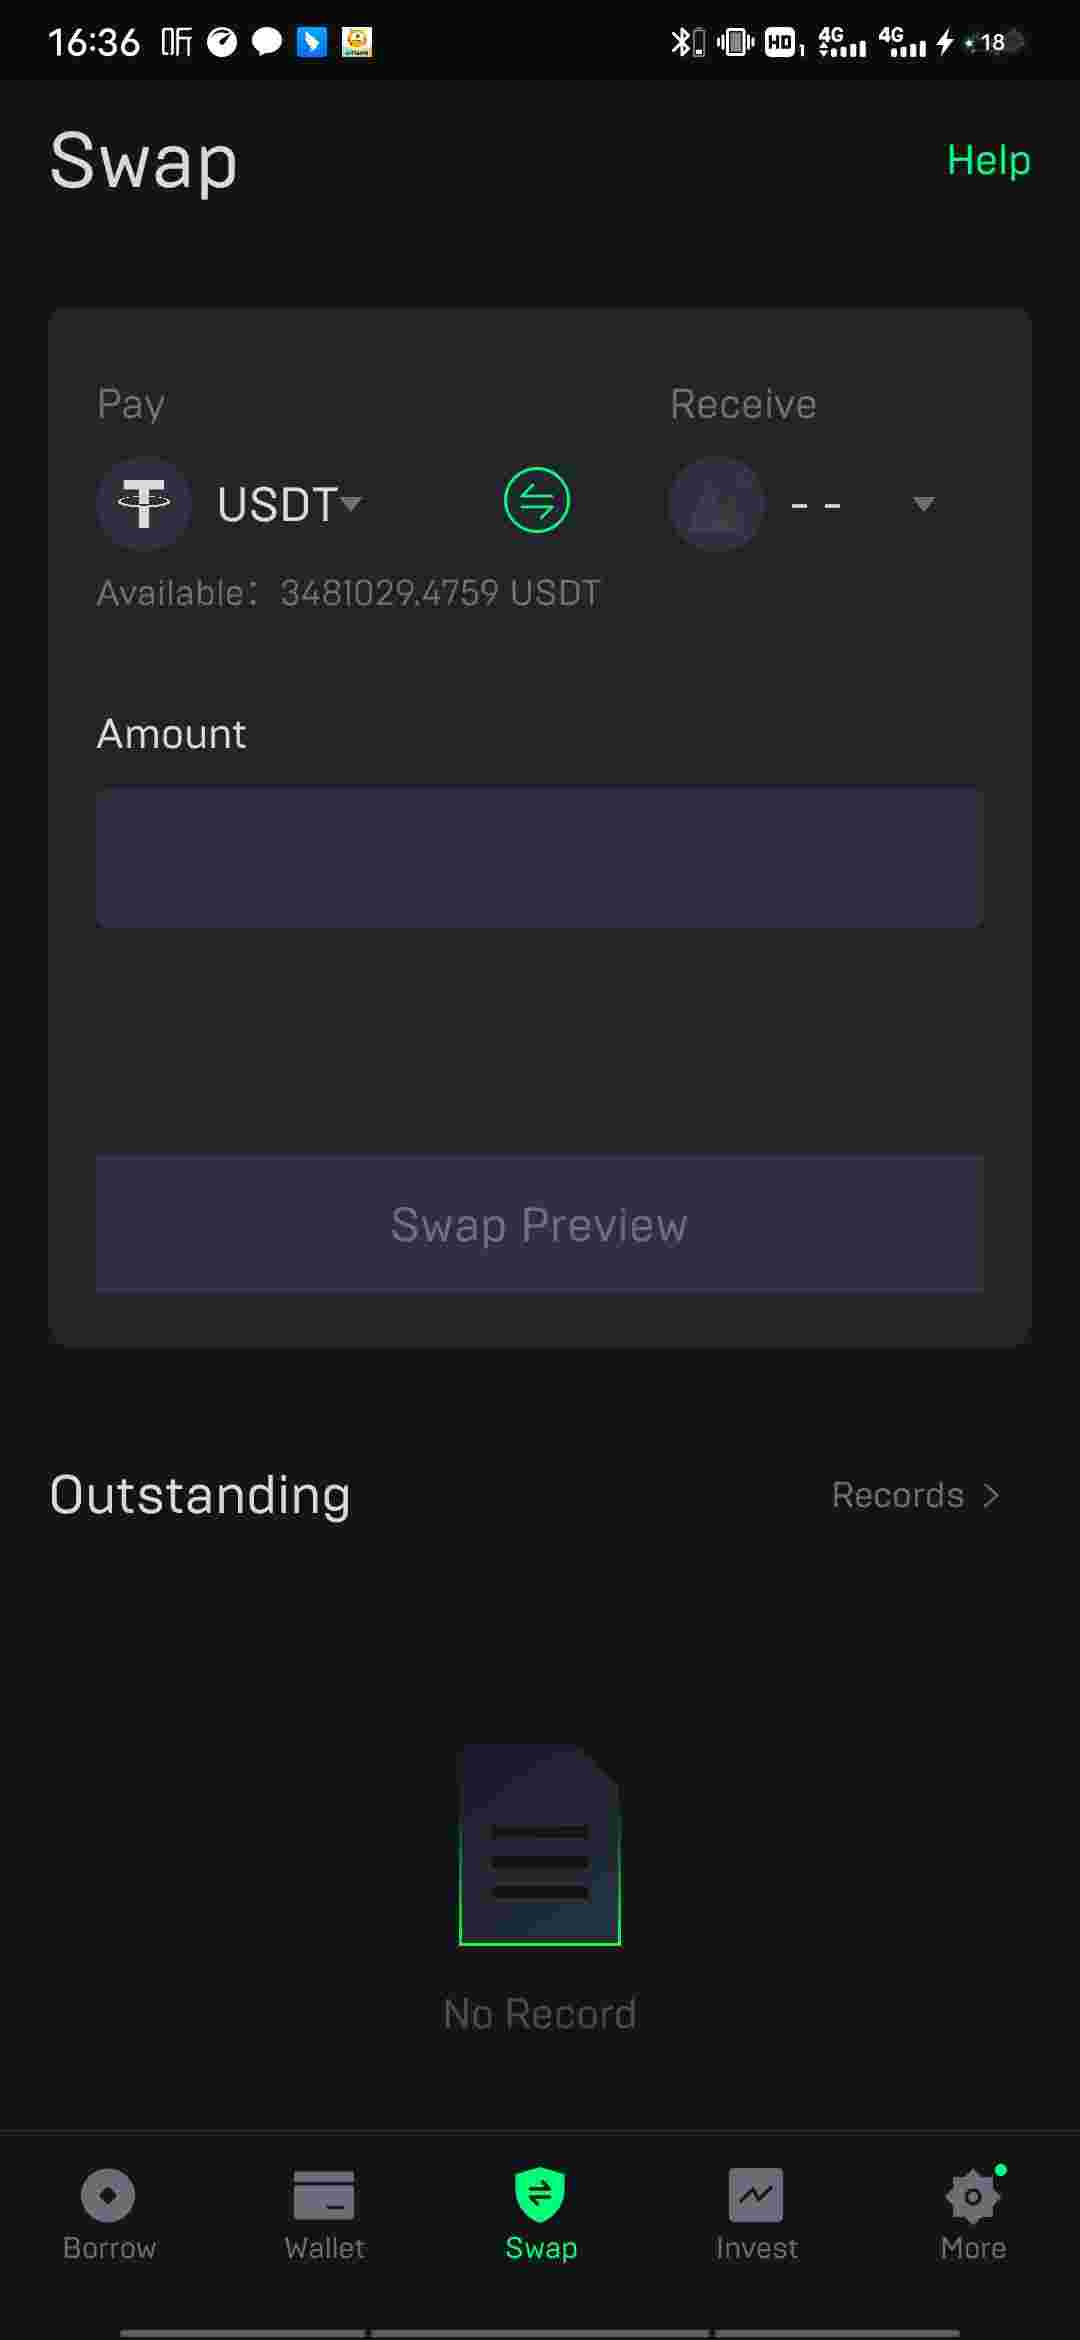 16:36 听 HD 1 4G 4G 18
Swap
Help
Pay
Receive
USDT
- -
Available: 3481029.4759 USDT
Amount
Swap Preview
Outstanding
Records >
No Record
Borrow
Wallet
Swap
Invest
More